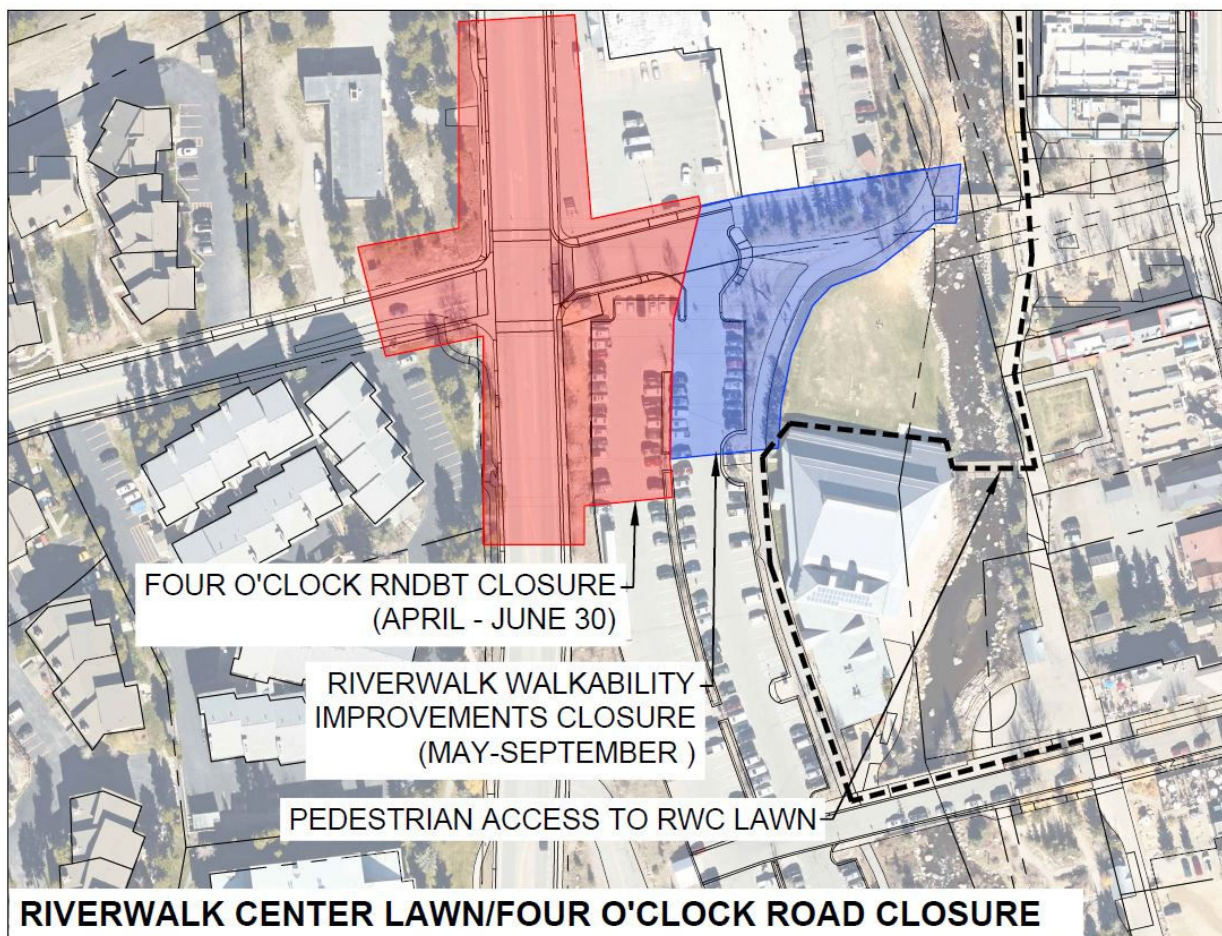 FOUR O'CLOCK RNDBT CLOSURE
(APRIL - JUNE 30)
RIVERWALK WALKABILITY
IMPROVEMENTS CLOSURE
(MAY-SEPTEMBER )
PEDESTRIAN ACCESS TO RWC LAWN
RIVERWALK CENTER LAWN/FOUR O'CLOCK ROAD CLOSURE